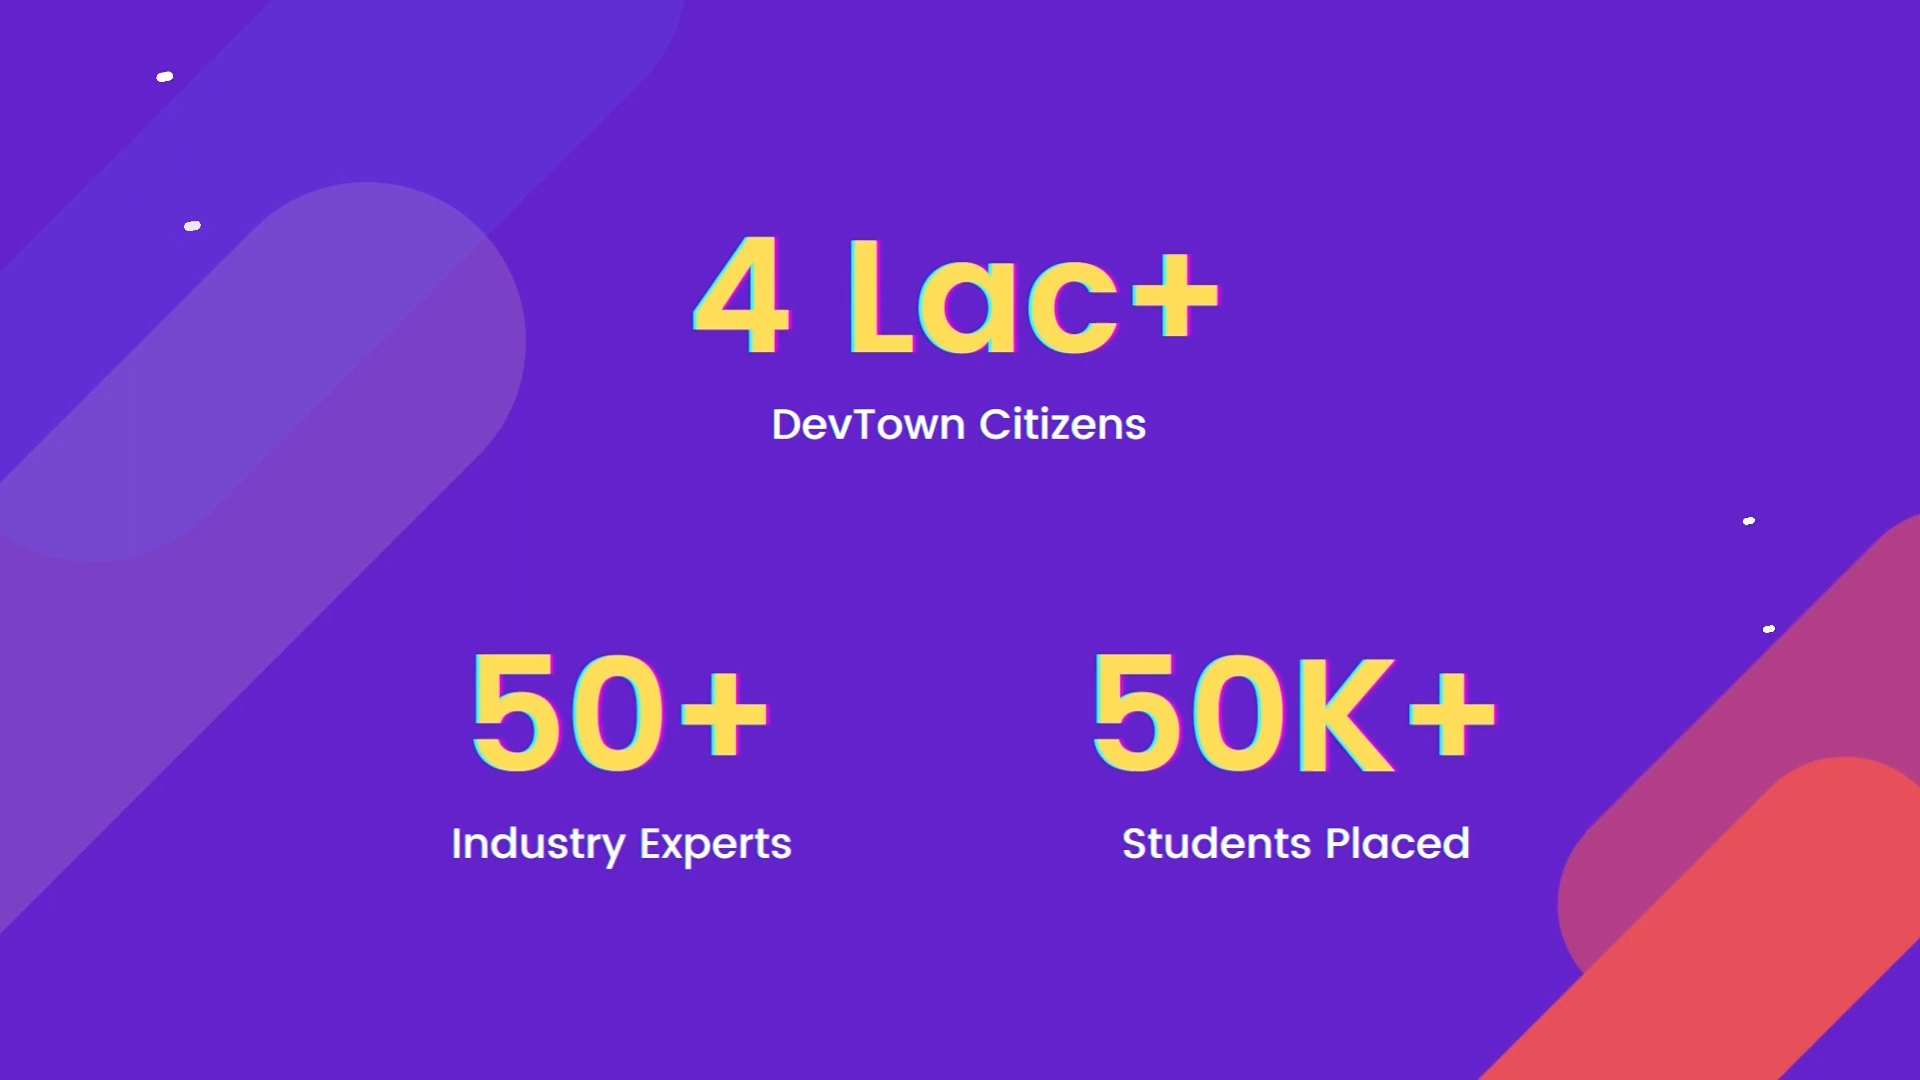 4 Lac+
DevTown Citizens
50+
Industry Experts
50K+
Students Placed